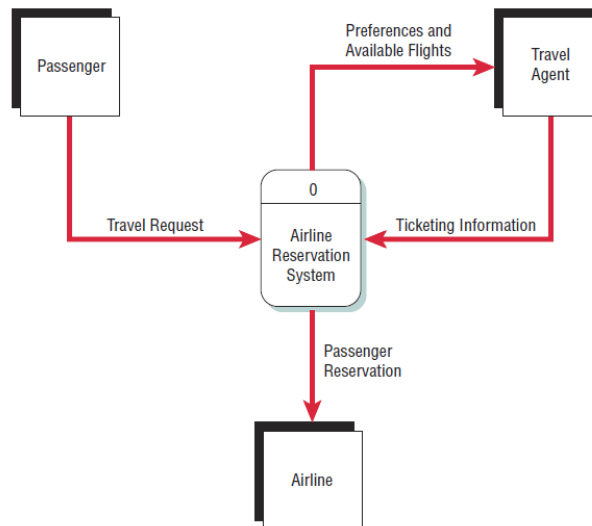 Preferences and
Available Flights
Passenger
Travel
Agent
0
Travel Request
Airline
Reservation
System
Ticketing Information
Passenger
Reservation
Airline